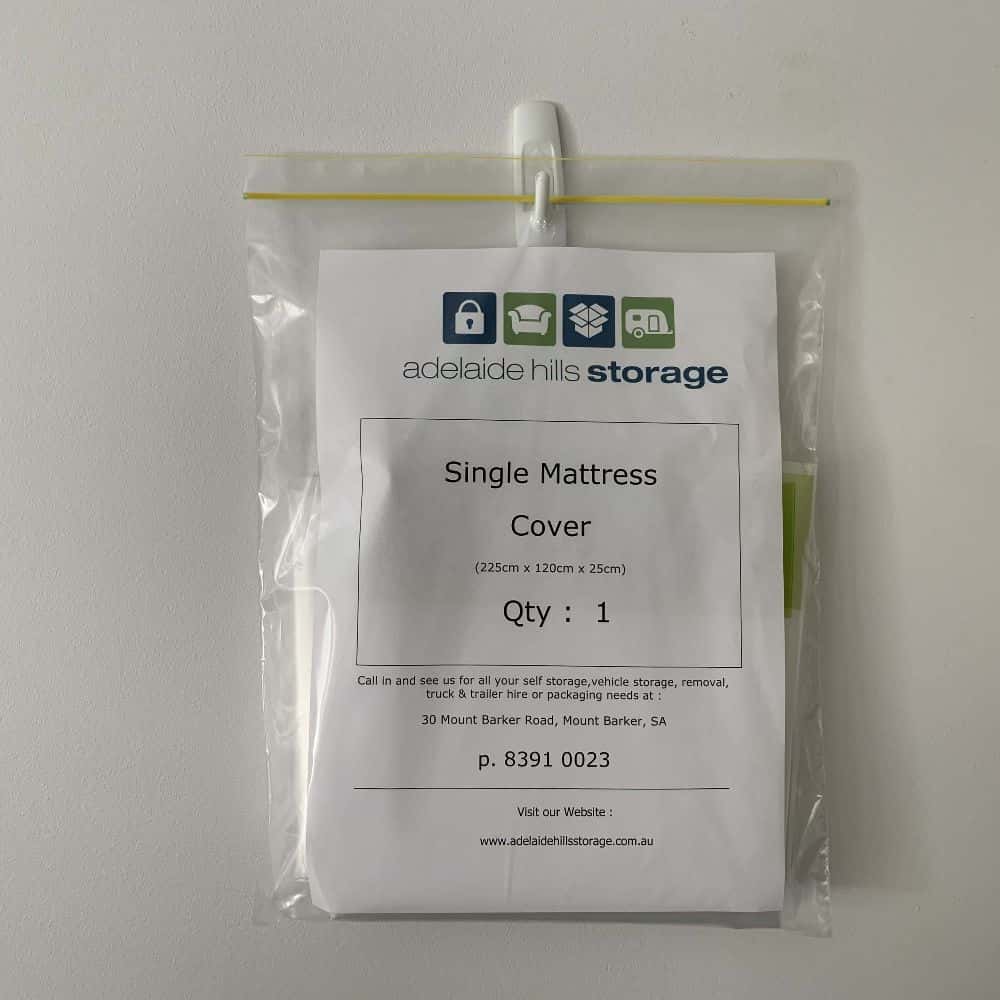 adelaide hills storage
Single Mattress
Cover
(225cm x 120cm x 25cm)
Qty : 1
Call in and see us for all your self storage,vehicle storage, removal,
truck & trailer hire or packaging needs at :
30 Mount Barker Road, Mount Barker, SA
p. 8391 0023
Visit our Website :
www.adelaidehillsstorage.com.au